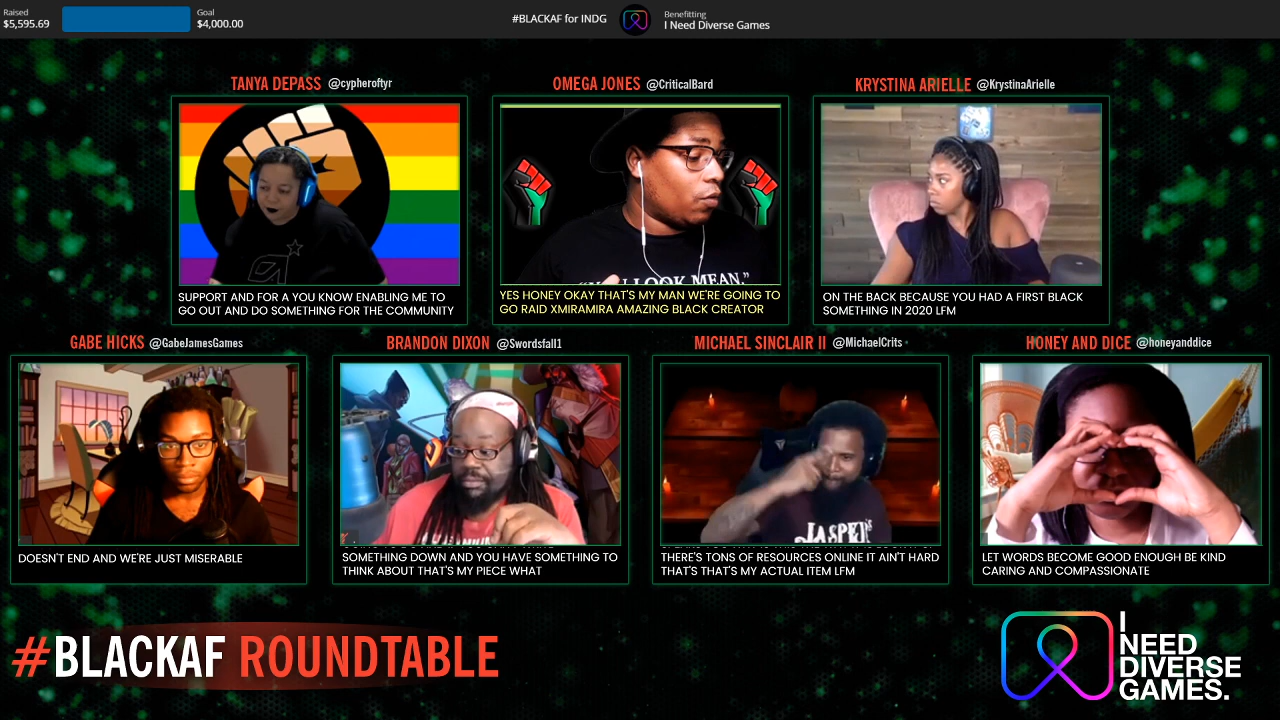 Raised
$5,595.69
Goal
$4,000.00
#BLACKAF for INDG
Benefitting
I Need Diverse Games
TANYA DEPASS @cypheroftyr
OMEGA JONES @CriticalBard
KRYSTINA ARIELLE @KrystinaArielle
"YOU LOOK MEAN."
SUPPORT AND FOR A YOU KNOW ENABLING ME TO
GO OUT AND DO SOMETHING FOR THE COMMUNITY
YES HONEY OKAY THAT'S MY MAN WE'RE GOING TO
GO RAID XMIRAMIRA AMAZING BLACK CREATOR
ON THE BACK BECAUSE YOU HAD A FIRST BLACK
SOMETHING IN 2020 LFM
GABE HICKS @GabeJamesGames
BRANDON DIXON @Swordsfall1
MICHAEL SINCLAIR II @MichaelCrits
HONEY AND DICE @honeyanddice
DOESN'T END AND WE'RE JUST MISERABLE
SOMETHING DOWN AND YOU HAVE SOMETHING TO
THINK ABOUT THAT'S MY PIECE WHAT
THERE'S TONS OF RESOURCES ONLINE IT AIN'T HARD
THAT'S THAT'S MY ACTUAL ITEM LFM
LET WORDS BECOME GOOD ENOUGH BE KIND
CARING AND COMPASSIONATE
#BLACKAF ROUNDTABLE
I
NEED
DIVERSE
GAMES.